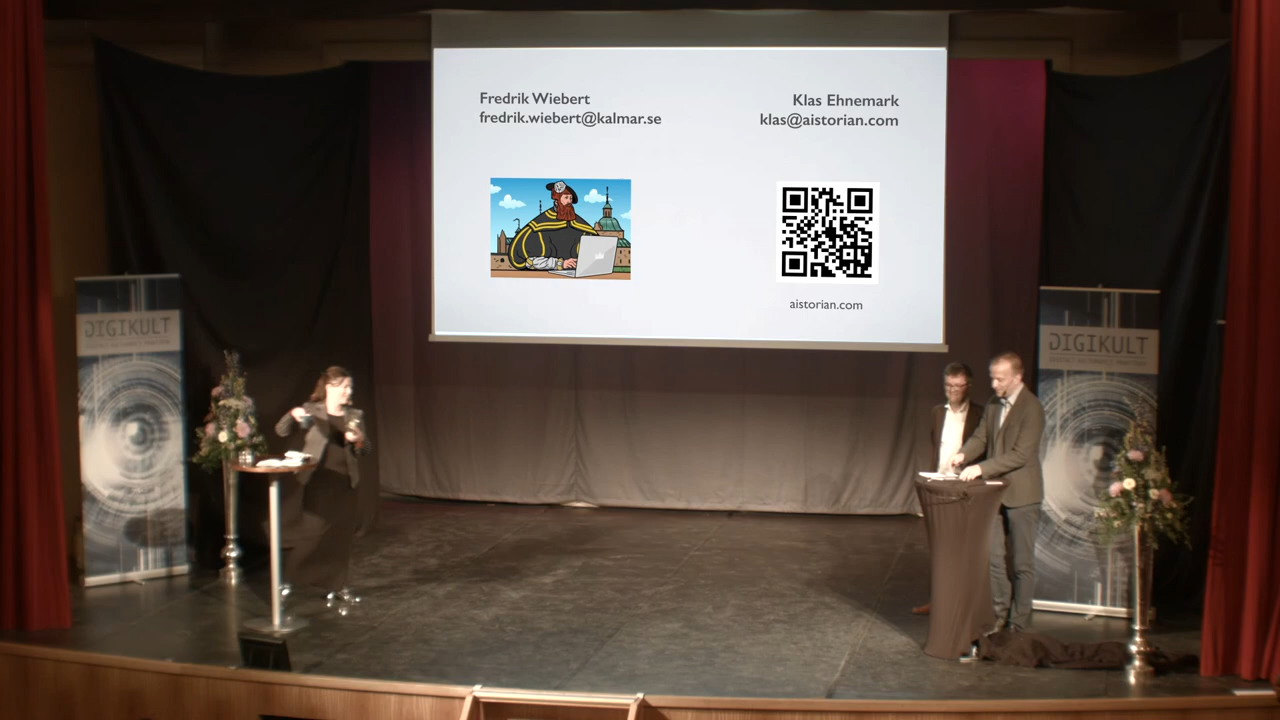 Fredrik Wiebert
fredrik.wiebert@kalmar.se
Klas Ehnemark
klas@aistorian.com
aistorian.com
DIGIKULT
DIGIKULT